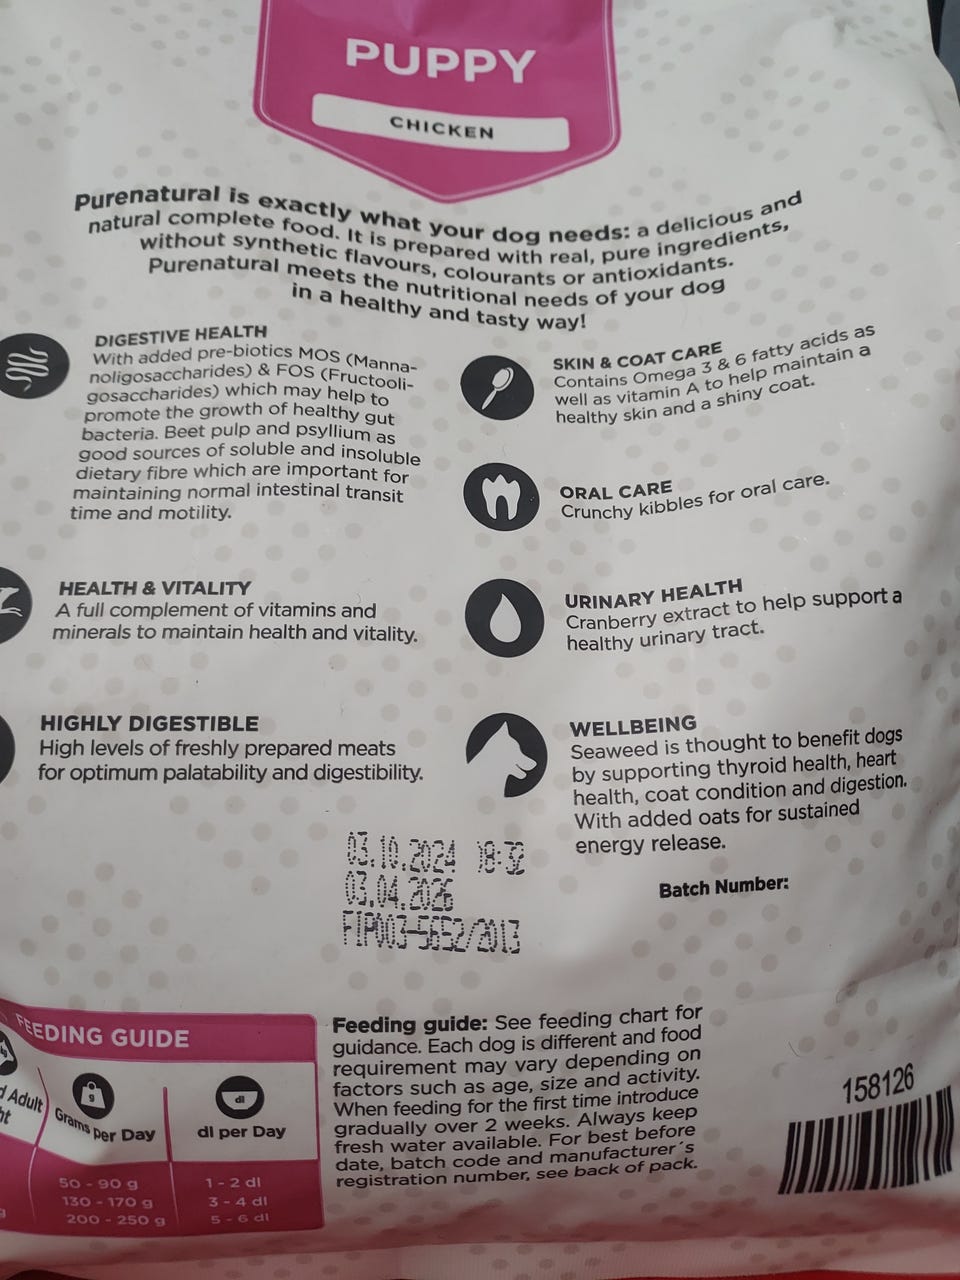 PUPPY
CHICKEN
Purenatural is exactly what your dog needs: a delicious and
natural complete food. It is prepared with real, pure ingredients,
without synthetic flavours, colourants or antioxidants.
Purenatural meets the nutritional needs of your dog
in a healthy and tasty way!
DIGESTIVE HEALTH
With added pre-biotics MOS (Manna-
noligosaccharides) & FOS (Fructooli-
gosaccharides) which may help to
promote the growth of healthy gut
bacteria. Beet pulp and psyllium as
good sources of soluble and insoluble
dietary fibre which are important for
maintaining normal intestinal transit
time and motility.
SKIN & COAT CARE
Contains Omega 3 & 6 fatty acids as
well as vitamin A to help maintain a
healthy skin and a shiny coat.
ORAL CARE
Crunchy kibbles for oral care.
HEALTH & VITALITY
A full complement of vitamins and
minerals to maintain health and vitality.
URINARY HEALTH
Cranberry extract to help support a
healthy urinary tract.
HIGHLY DIGESTIBLE
High levels of freshly prepared meats
for optimum palatability and digestibility.
WELLBEING
Seaweed is thought to benefit dogs
by supporting thyroid health, heart
health, coat condition and digestion.
With added oats for sustained
energy release.
03.10.2024 18:32
03.04.2026
FIP003-5652/2013
Batch Number:
FEEDING GUIDE
kg
Adult
g
Grams per Day
dl
dl per Day
50 - 90 g
1 - 2 dl
130 - 170 g
3 - 4 dl
200 - 250 g
5 - 6 dl
Feeding guide: See feeding chart for
guidance. Each dog is different and food
requirement may vary depending on
factors such as age, size and activity.
When feeding for the first time introduce
gradually over 2 weeks. Always keep
fresh water available. For best before
date, batch code and manufacturer´s
registration number, see back of pack.
158126